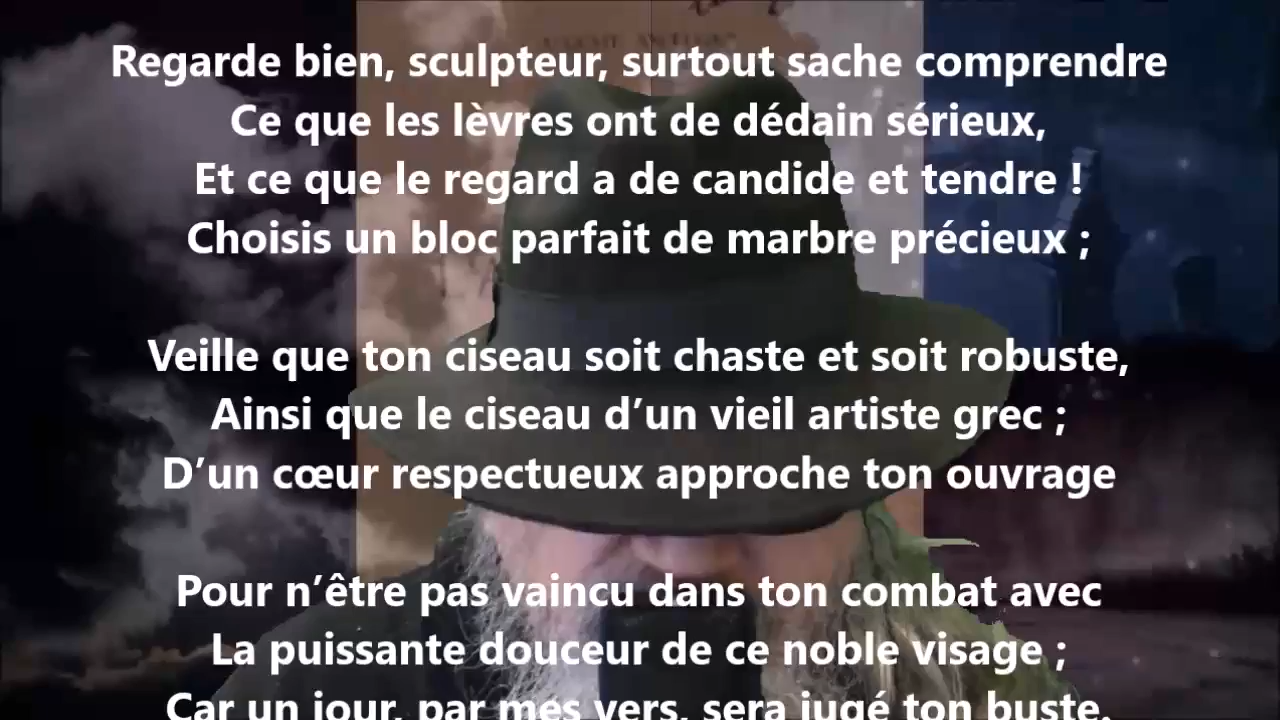 Regarde bien, sculpteur, surtout sache comprendre
Ce que les lèvres ont de dédain sérieux,
Et ce que le regard a de candide et tendre !
Choisis un bloc parfait de marbre précieux ;
Veille que ton ciseau soit chaste et soit robuste,
Ainsi que le ciseau d’un vieil artiste grec ;
D’un cœur respectueux approche ton ouvrage
Pour n’être pas vaincu dans ton combat avec
La puissante douceur de ce noble visage ;
Car un jour, par mes vers, sera jugé ton buste.